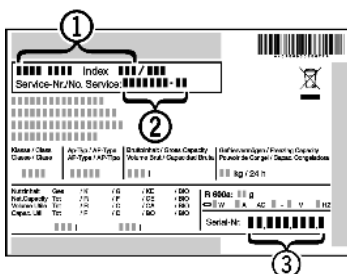 1
Index /
Service-Nr./No. Service: -
2
Klasse / Class Ap-Typ / AP-Type Bruttoinhalt / Gross Capacity Gefriervermögen / Freezing Capacity
Classe / Clase AP-Type / AP-Tipo Volume Brut / Capacidad Bruta Pouvoir de Congel / Capac. Congeladora
l kg / 24 h
Nutzinhalt Ges / K / G / KC / BIO R 600a: g
Net.Capacity Tot / R / F / CE / BIO W A AC - V HZ
Volume Utile Tot / R / C / CA / BIO
Capac. Util Tot / F / C / BO / BIO
l l Serial-Nr.
3